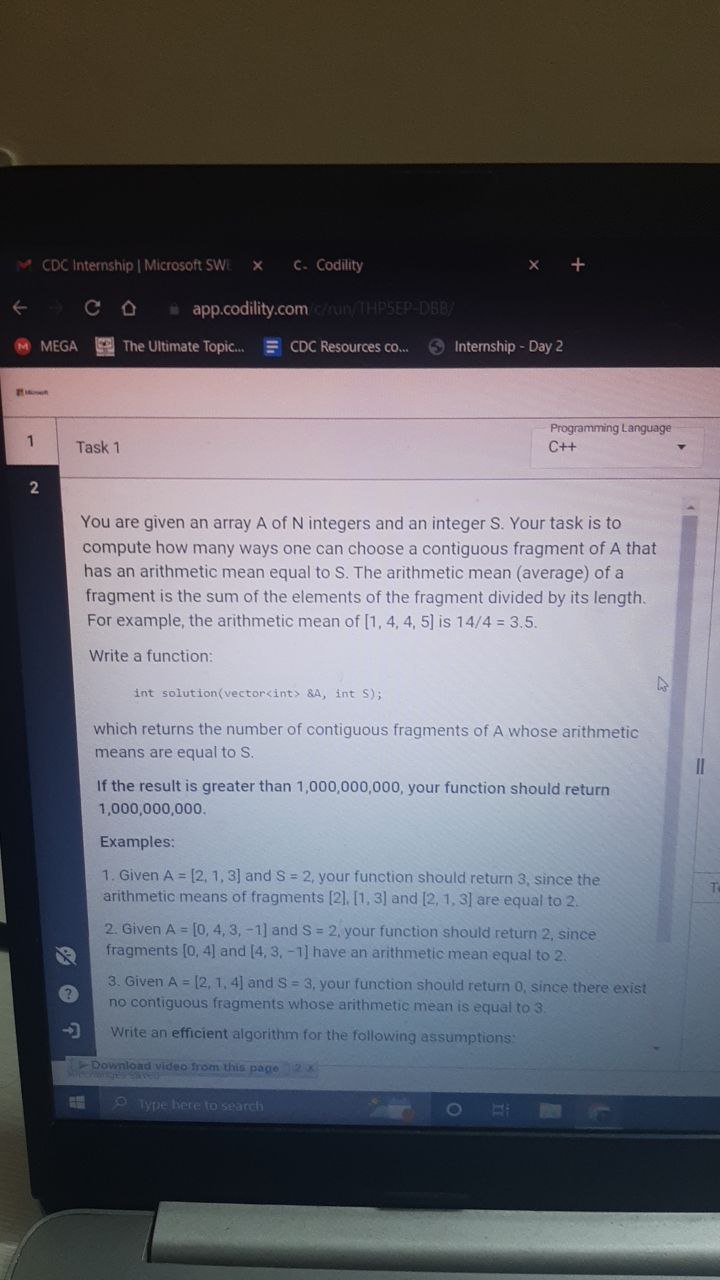 CDC Internship | Microsoft SWE
C- Codility
app.codility.com/c/run/THP5EP-DBB/
MEGA
The Ultimate Topic...
CDC Resources co...
Internship - Day 2
Microsoft
1
Task 1
Programming Language
C++
2
You are given an array A of N integers and an integer S. Your task is to
compute how many ways one can choose a contiguous fragment of A that
has an arithmetic mean equal to S. The arithmetic mean (average) of a
fragment is the sum of the elements of the fragment divided by its length.
For example, the arithmetic mean of [1, 4, 4, 5] is 14/4 = 3.5.
Write a function:
int solution(vector<int> &A, int S);
which returns the number of contiguous fragments of A whose arithmetic
means are equal to S.
If the result is greater than 1,000,000,000, your function should return
1,000,000,000.
Examples:
1. Given A = [2, 1, 3] and S = 2, your function should return 3, since the
arithmetic means of fragments [2], [1, 3] and [2, 1, 3] are equal to 2.
2. Given A = [0, 4, 3, -1] and S = 2, your function should return 2, since
fragments [0, 4] and [4, 3, -1] have an arithmetic mean equal to 2.
3. Given A = [2, 1, 4] and S = 3, your function should return 0, since there exist
no contiguous fragments whose arithmetic mean is equal to 3.
Write an efficient algorithm for the following assumptions:
Download video from this page 2 x
Type here to search